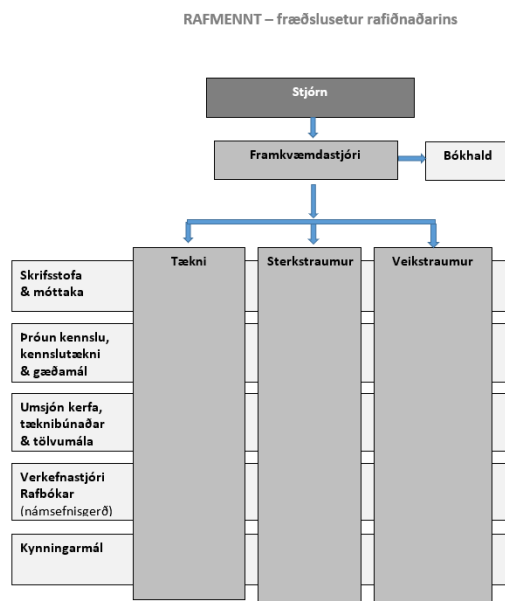 RAFMENNT – fræðslusetur rafiðnaðarins
Stjórn
Framkvæmdastjóri
Bókhald
Tækni
Sterkstraumur
Veikstraumur
Skrifsstofa
& móttaka
Þróun kennslu,
kennslutækni
& gæðamál
Umsjón kerfa,
tæknibúnaðar
& tölvumála
Verkefnastjóri
Rafbókar
(námsefnisgerð)
Kynningarmál